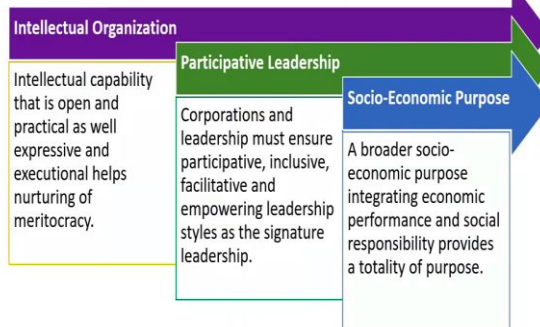 Intellectual Organization
Intellectual capability
that is open and
practical as well
expressive and
executional helps
nurturing of
meritocracy.
Participative Leadership
Corporations and
leadership must ensure
participative, inclusive,
facilitative and
empowering leadership
styles as the signature
leadership.
Socio-Economic Purpose
A broader socio-
economic purpose
integrating economic
performance and social
responsibility provides
a totality of purpose.